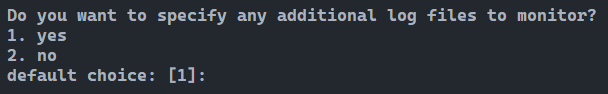 Do you want to specify any additional log files to monitor?
1. yes
2. no
default choice: [1]: